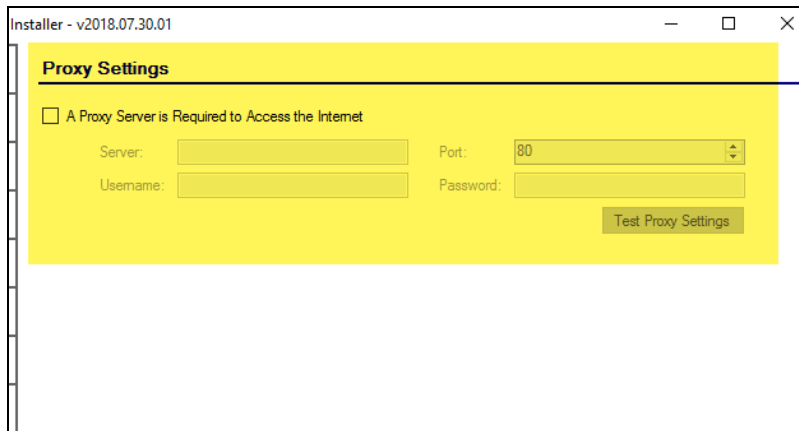 Installer - v2018.07.30.01
Proxy Settings
A Proxy Server is Required to Access the Internet
Server: Port: 80
Username: Password:
Test Proxy Settings